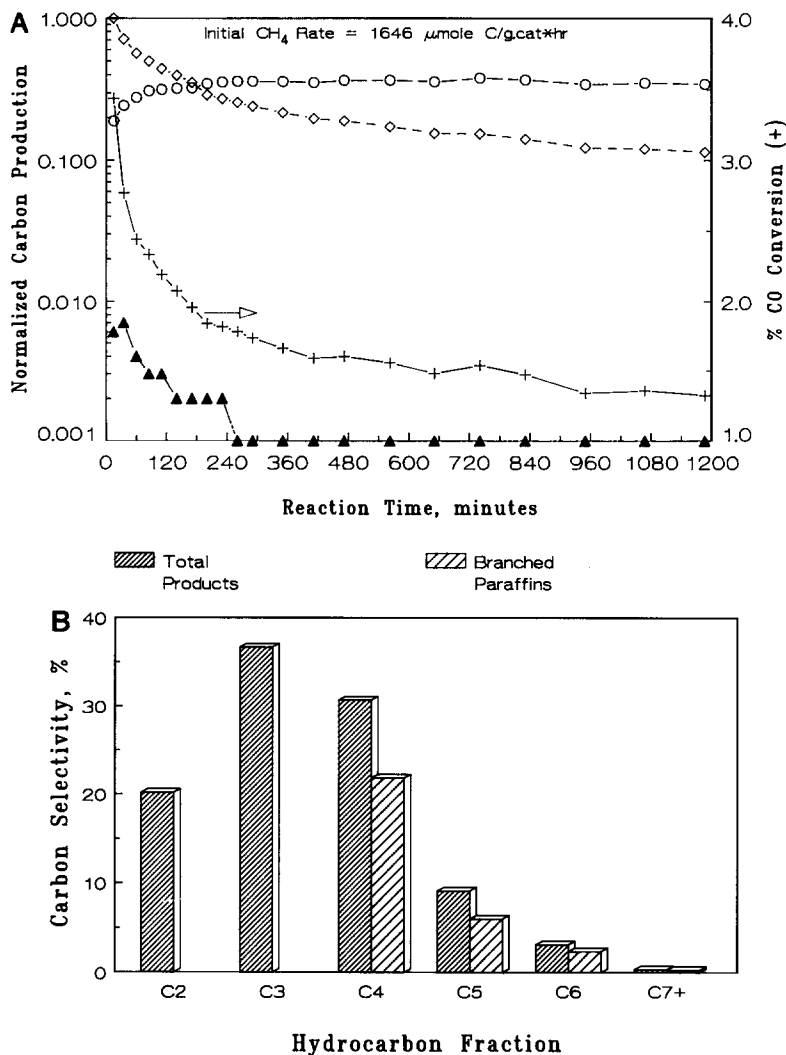 A
Initial CH4 Rate = 1646 μmole C/g.cat*hr
Normalized Carbon Production
1.000
0.100
0.010
0.001
4.0
3.0
2.0
1.0
% CO Conversion (+)
0 120 240 360 480 600 720 840 960 1080 1200
Reaction Time, minutes
Total
Products
Branched
Paraffins
B
Carbon Selectivity, %
40
30
20
10
0
C2 C3 C4 C5 C6 C7+
Hydrocarbon Fraction